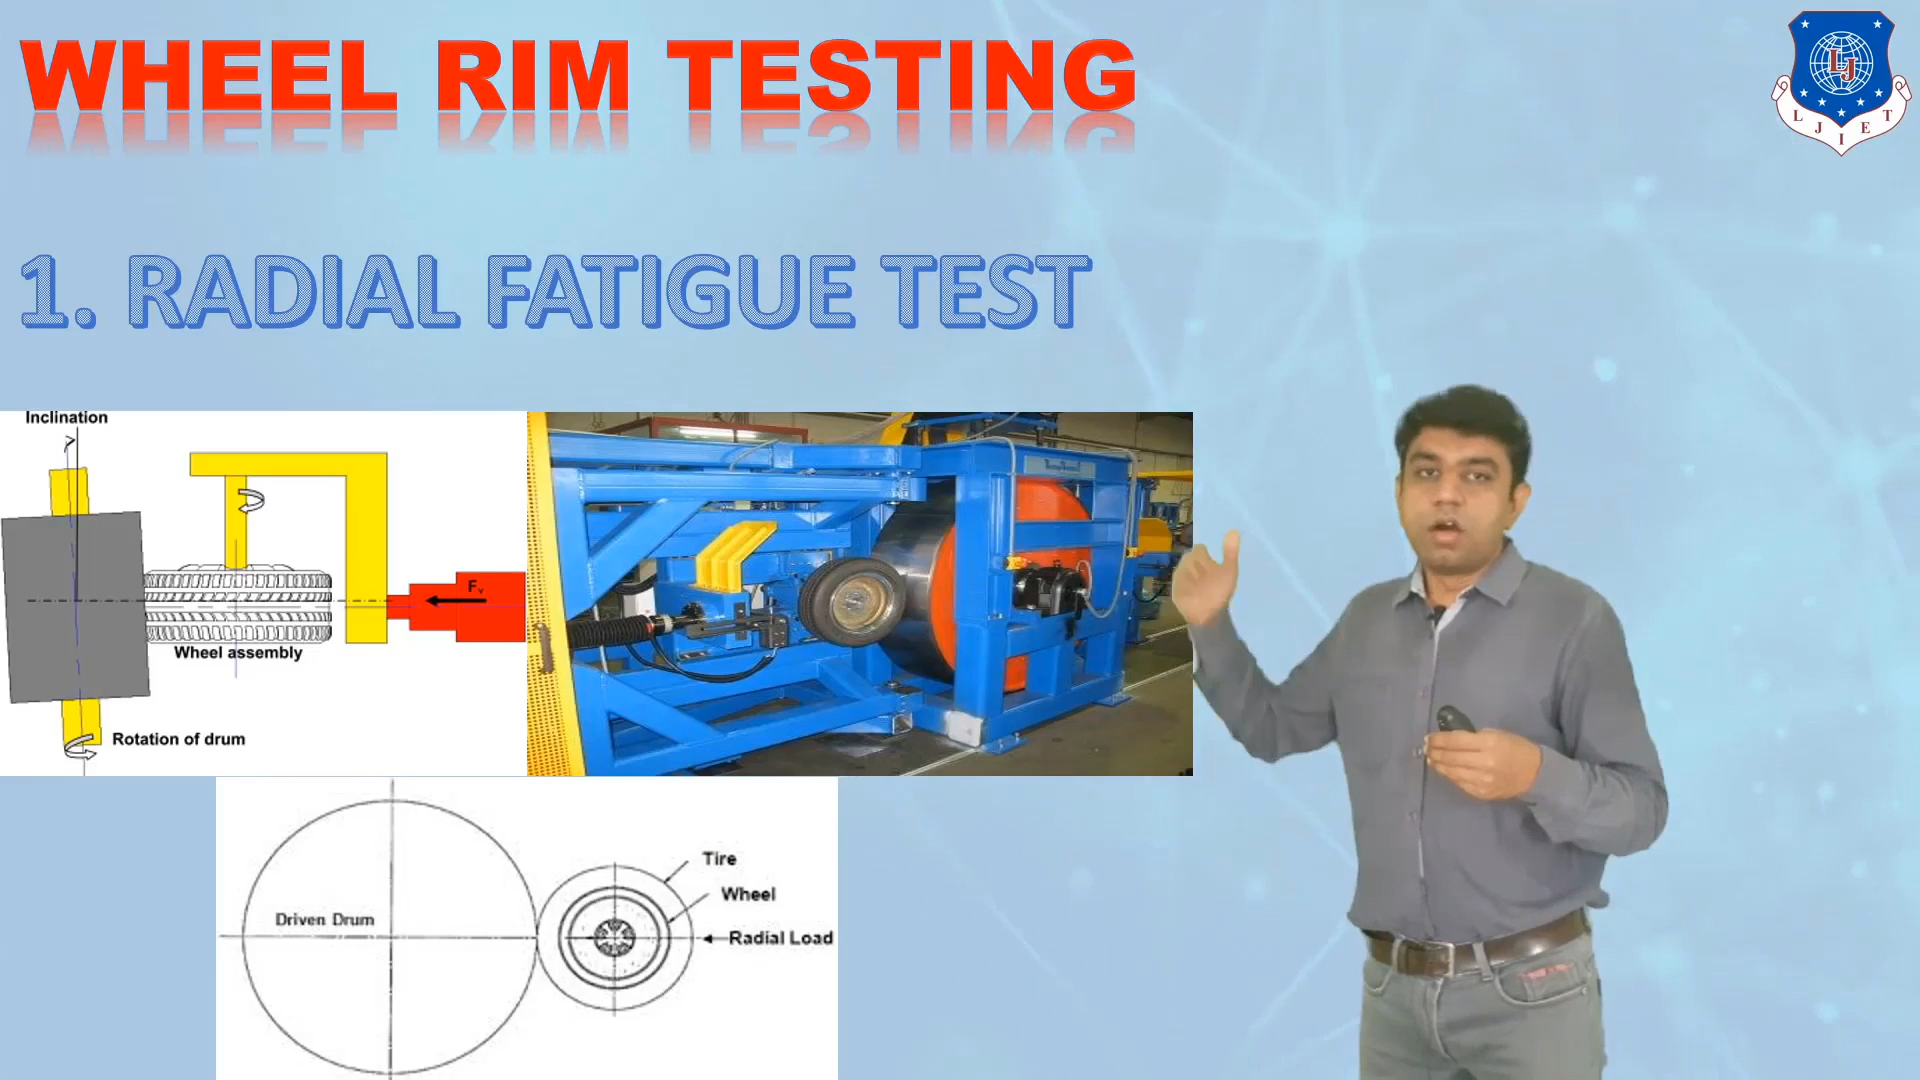 WHEEL RIM TESTING
LJ
L J I E T
1. RADIAL FATIGUE TEST
Inclination
Fv
Wheel assembly
Rotation of drum
Tire
Wheel
Driven Drum
Radial Load